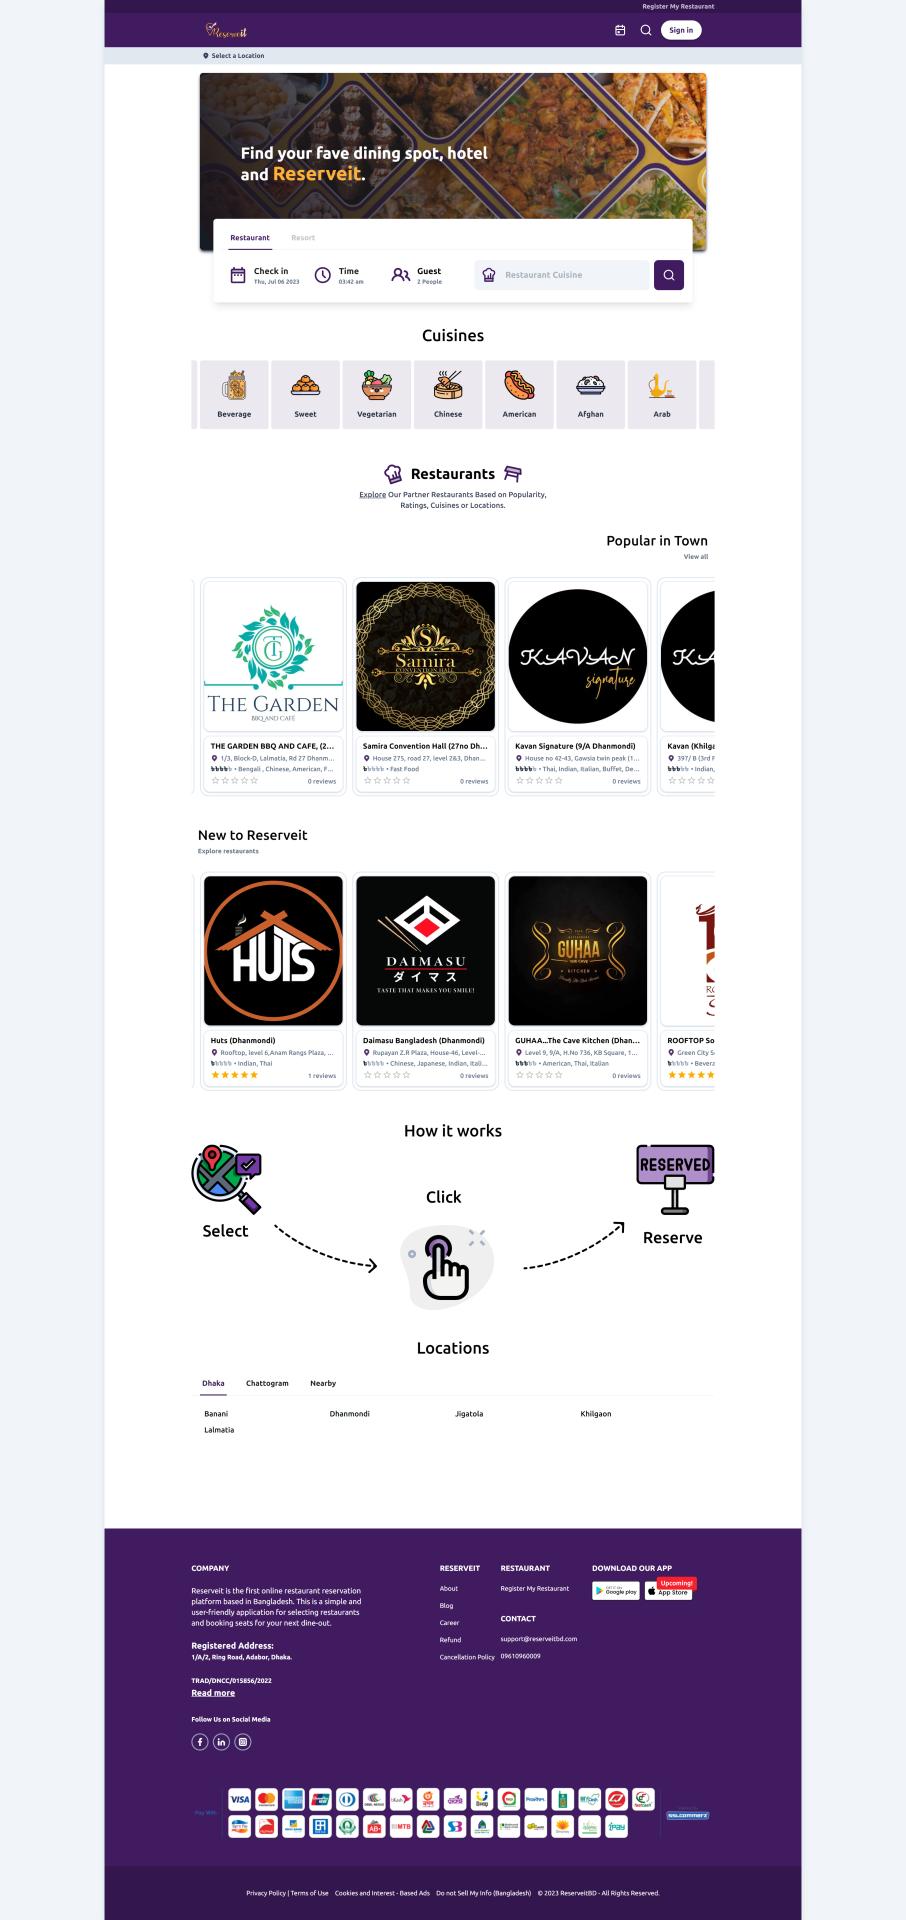 Register My Restaurant
Reserveit
Sign in
Select a Location
Find your fave dining spot, hotel
and Reserveit.
Restaurant Resort
Check in Time Guest
Thu, Jul 06 2023 03:42 am 2 People
Restaurant Cuisine
Cuisines
Beverage Sweet Vegetarian Chinese American Afghan Arab
Restaurants
Explore Our Partner Restaurants Based on Popularity,
Ratings, Cuisines or Locations.
Popular in Town
View all
THE GARDEN
BBQ AND CAFE
S
Samira
CONVENTION HALL
KAVAN
signature
THE GARDEN BBQ AND CAFE, (2...
1/3, Block-D, Lalmatia, Rd 27 Dhanm...
৳৳৳৳৳ • Bengali , Chinese, American, F...
0 reviews
Samira Convention Hall (27no Dh...
House 275, road 27, level 2&3, Dhan...
৳৳৳৳৳ • Fast Food
0 reviews
Kavan Signature (9/A Dhanmondi)
House no 42-43, Gawsia twin peak (1...
৳৳৳৳৳ • Thai, Indian, Italian, Buffet, De...
0 reviews
Kavan (Khilga
397/ B (3rd F
৳৳৳৳৳ • Indian,
New to Reserveit
Explore restaurants
HUTS
DAIMASU
ダイマス
TASTE THAT MAKES YOU SMILE!
GUHAA
THE CAVE
KITCHEN
Huts (Dhanmondi)
Rooftop, level 6,Anam Rangs Plaza, ...
৳৳৳৳৳ • Indian, Thai
1 reviews
Daimasu Bangladesh (Dhanmondi)
Rupayan Z.R Plaza, House-46, Level-...
৳৳৳৳৳ • Chinese, Japanese, Indian, Itali...
0 reviews
GUHAA...The Cave Kitchen (Dhan...
Level 9, 9/A, H.No 736, KB Square, 1...
৳৳৳৳৳ • American, Thai, Italian
0 reviews
ROOFTOP So
Green City S
৳৳৳৳৳ • Bevera
How it works
Select
Click
RESERVED
Reserve
Locations
Dhaka Chattogram Nearby
Banani Dhanmondi Jigatola Khilgaon
Lalmatia
COMPANY
Reserveit is the first online restaurant reservation
platform based in Bangladesh. This is a simple and
user-friendly application for selecting restaurants
and booking seats for your next dine-out.
Registered Address:
1/A/2, Ring Road, Adabor, Dhaka.
TRAD/DNCC/015856/2022
Read more
Follow Us on Social Media
RESERVEIT
About
Blog
Career
Refund
Cancellation Policy
RESTAURANT
Register My Restaurant
CONTACT
support@reserveitbd.com
09610960009
DOWNLOAD OUR APP
Upcoming!
GET IT ON
Google play
App Store
Pay With
VISA
MTB
SSLCOMMERZ
Privacy Policy | Terms of Use Cookies and Interest - Based Ads Do not Sell My Info (Bangladesh) © 2023 ReserveitBD - All Rights Reserved.